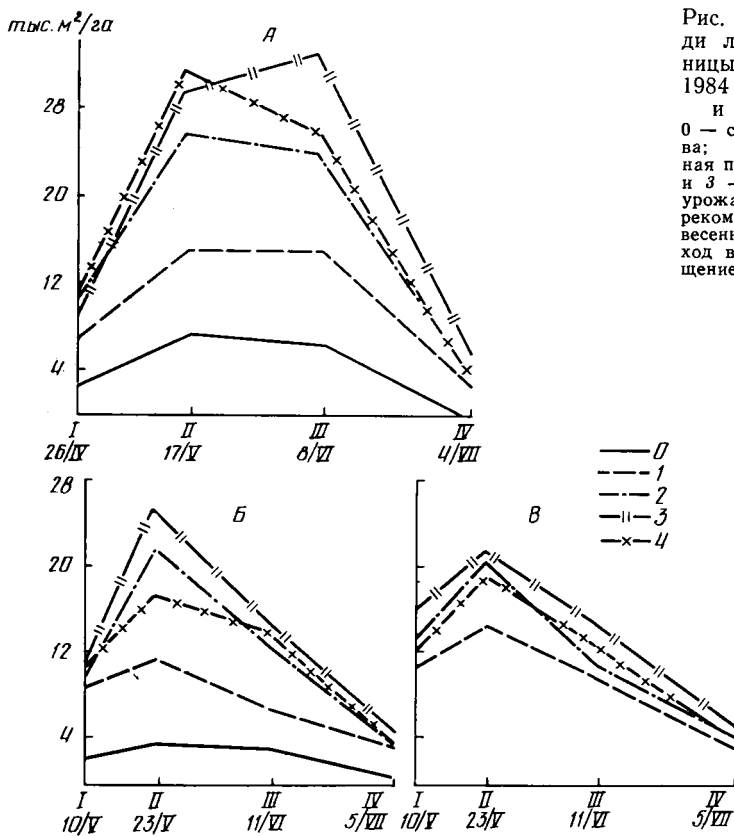 тыс. м²/га
А
28
20
12
4
I II III IV
26/IV 17/V 8/VI 4/VII
Рис.
ди л
ницы
1984
и
0 — с
ва;
ная п
и 3 —
урожа
реком
весенн
ход в
щение
28
20
12
4
Б
В
0
1
2
3
4
I II III IV
10/V 23/V 11/VI 5/VII
I II III IV
10/V 23/V 11/VI 5/VII